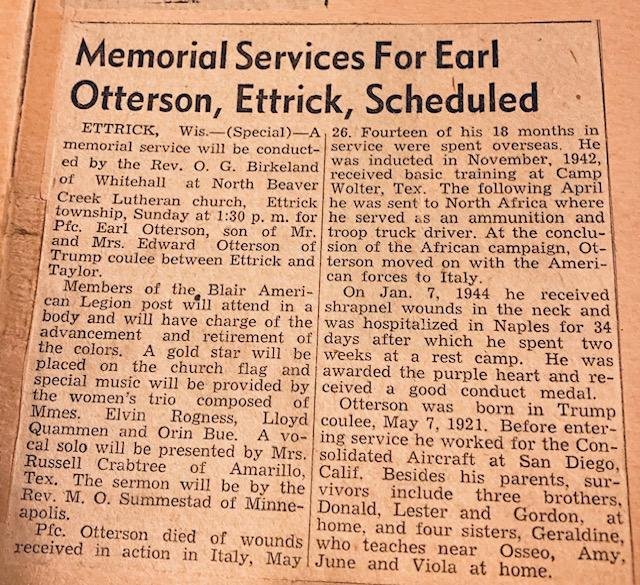 Memorial Services For Earl
Otterson, Ettrick, Scheduled
ETTRICK, Wis.—(Special)—A
memorial service will be conduct-
ed by the Rev. O. G. Birkeland
of Whitehall at North Beaver
Creek Lutheran church, Ettrick
township, Sunday at 1:30 p. m. for
Pfc. Earl Otterson, son of Mr.
and Mrs. Edward Otterson of
Trump coulee between Ettrick and
Taylor.
Members of the Blair Ameri-
can Legion post will attend in a
body and will have charge of the
advancement and retirement of
the colors. A gold star will be
placed on the church flag and
special music will be provided by
the women's trio composed of
Mmes. Elvin Rogness, Lloyd
Quammen and Orin Bue. A vo-
cal solo will be presented by Mrs.
Russell Crabtree of Amarillo,
Tex. The sermon will be by the
Rev. M. O. Summestad of Minne-
apolis.
Pfc. Otterson died of wounds
received in action in Italy, May
26. Fourteen of his 18 months in
service were spent overseas. He
was inducted in November, 1942,
received basic training at Camp
Wolter, Tex. The following April
he was sent to North Africa where
he served as an ammunition and
troop truck driver. At the conclu-
sion of the African campaign, Ot-
terson moved on with the Ameri-
can forces to Italy.
On Jan. 7, 1944 he received
shrapnel wounds in the neck and
was hospitalized in Naples for 34
days after which he spent two
weeks at a rest camp. He was
awarded the purple heart and re-
ceived a good conduct medal.
Otterson was born in Trump
coulee, May 7, 1921. Before enter-
ing service he worked for the Con-
solidated Aircraft at San Diego,
Calif. Besides his parents, sur-
vivors include three brothers,
Donald, Lester and Gordon, at
home, and four sisters, Geraldine,
who teaches near Osseo, Amy,
June and Viola at home.